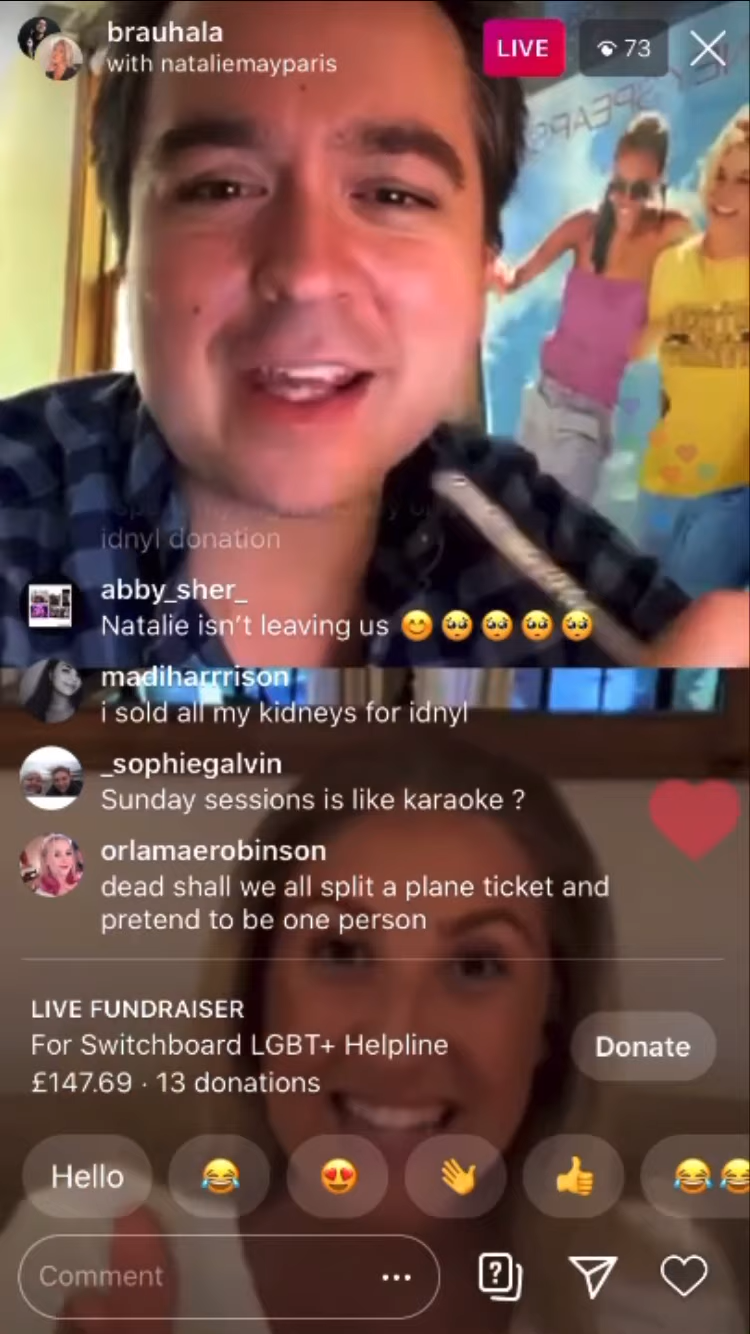 brauhala
with nataliemayparis
LIVE
73
idnyl donation
abby_sher_
Natalie isn't leaving us 😊🥺🥺🥺🥺
madiharrrison
i sold all my kidneys for idnyl
_sophiegalvin
Sunday sessions is like karaoke ?
orlamaerobinson
dead shall we all split a plane ticket and
pretend to be one person
LIVE FUNDRAISER
For Switchboard LGBT+ Helpline
£147.69 · 13 donations
Donate
Hello 😂 😍 👋 👍 😂😂
Comment